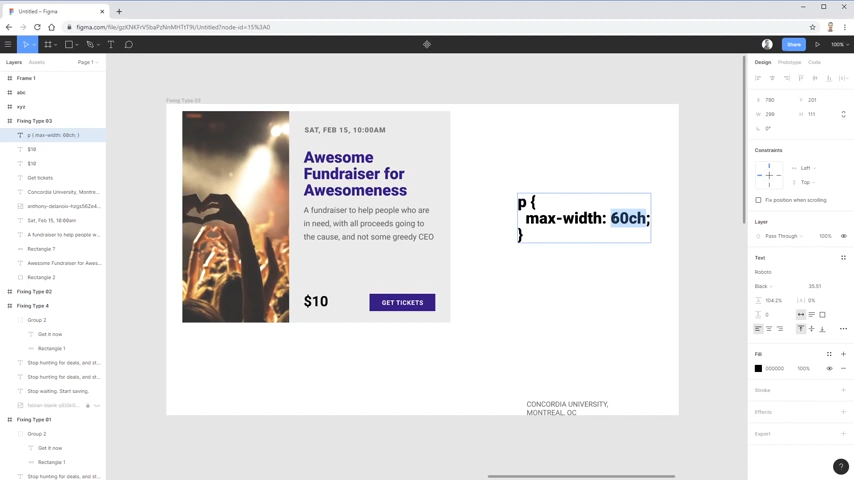 Untitled – Figma
figma.com/file/gzKNKFrV5baPzNnMHTtT9I/Untitled?node-id=15%3A0
Share
100%
Layers
Assets
Page 1
Design
Prototype
Code
Frame 1
abc
xyz
Fixing Type 03
p { max-width: 60ch; }
$10
$10
Get tickets
Concordia University, Montre...
anthony-delanoix-hzgs56Ze4...
Sat, Feb 15, 10:00am
A fundraiser to help people w...
Rectangle 7
Awesome Fundraiser for Awes...
Rectangle 2
Fixing Type 02
Fixing Type 4
Group 2
Get it now
Rectangle 1
Stop hunting for deals, and st...
Stop hunting for deals, and st...
Stop waiting. Start saving.
Fixing Type 01
Group 2
Get it now
Rectangle 1
Stop hunting for deals, and st...
Fixing Type 03
SAT, FEB 15, 10:00AM
Awesome
Fundraiser for
Awesomeness
A fundraiser to help people who are
in need, with all proceeds going to
the cause, and not some greedy CEO
$10
GET TICKETS
p {
max-width: 60ch;
}
CONCORDIA UNIVERSITY,
MONTREAL, QC
X 790
Y 201
W 299
H 111
0°
Constraints
Left
Top
Fix position when scrolling
Layer
Pass Through
100%
Text
Roboto
Black
35.51
104.2%
0%
0
Fill
000000
100%
Stroke
Effects
Export
?